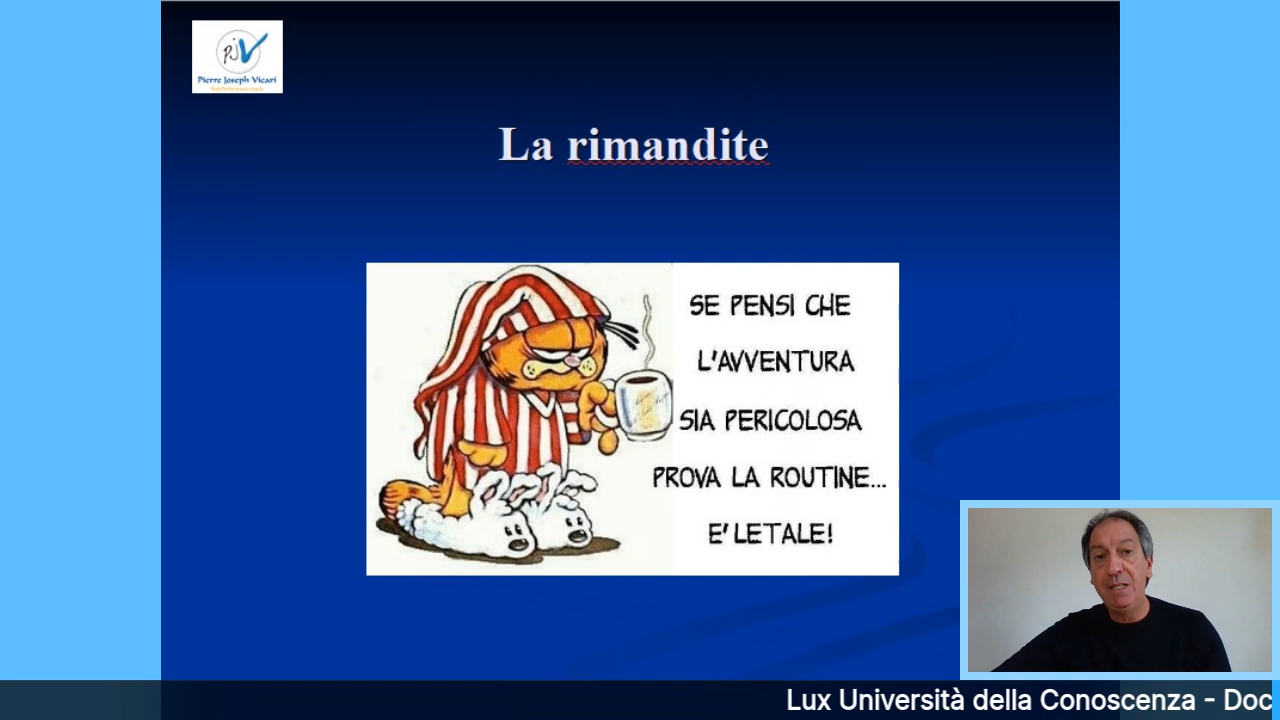 PJV
Pierre Joseph Vicari
La rimandite
SE PENSI CHE
L'AVVENTURA
SIA PERICOLOSA
PROVA LA ROUTINE...
E' LETALE!
Lux Università della Conoscenza - Doc